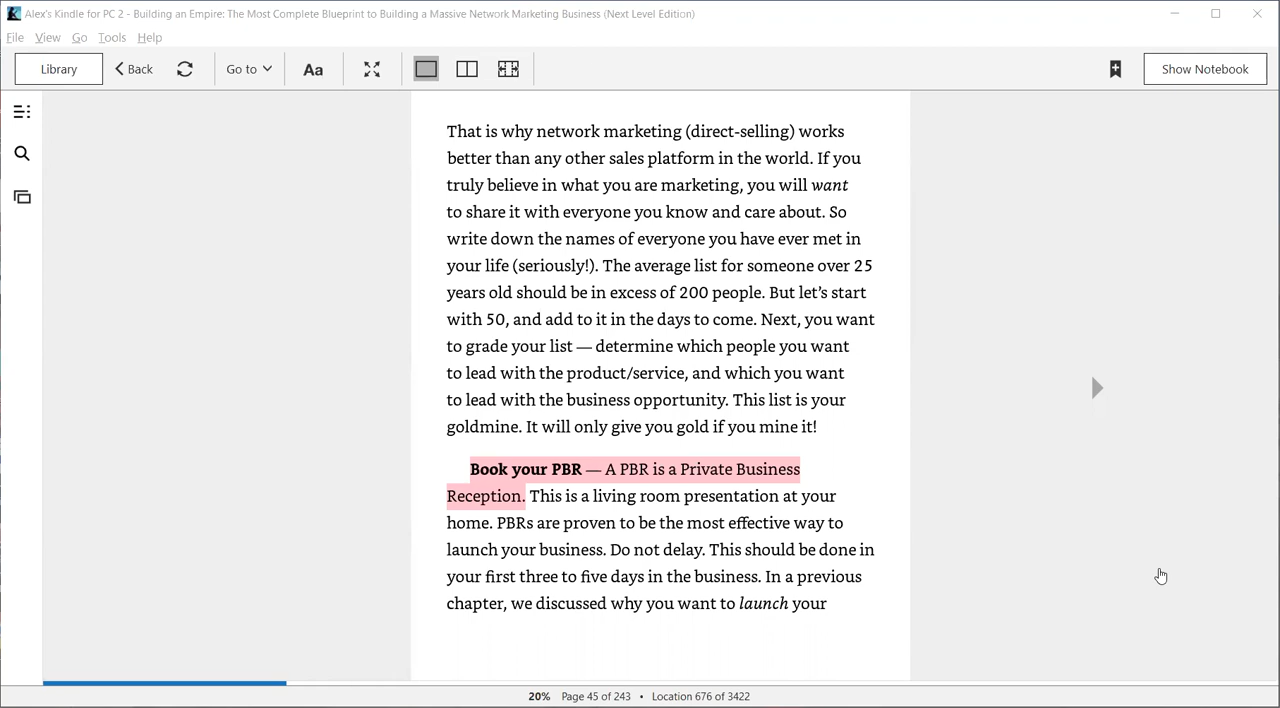 Alex's Kindle for PC 2 - Building an Empire: The Most Complete Blueprint to Building a Massive Network Marketing Business (Next Level Edition)
File View Go Tools Help
Library Back Go to Aa Show Notebook
That is why network marketing (direct-selling) works
better than any other sales platform in the world. If you
truly believe in what you are marketing, you will want
to share it with everyone you know and care about. So
write down the names of everyone you have ever met in
your life (seriously!). The average list for someone over 25
years old should be in excess of 200 people. But let’s start
with 50, and add to it in the days to come. Next, you want
to grade your list — determine which people you want
to lead with the product/service, and which you want
to lead with the business opportunity. This list is your
goldmine. It will only give you gold if you mine it!
Book your PBR — A PBR is a Private Business
Reception. This is a living room presentation at your
home. PBRs are proven to be the most effective way to
launch your business. Do not delay. This should be done in
your first three to five days in the business. In a previous
chapter, we discussed why you want to launch your
20% Page 45 of 243 • Location 676 of 3422